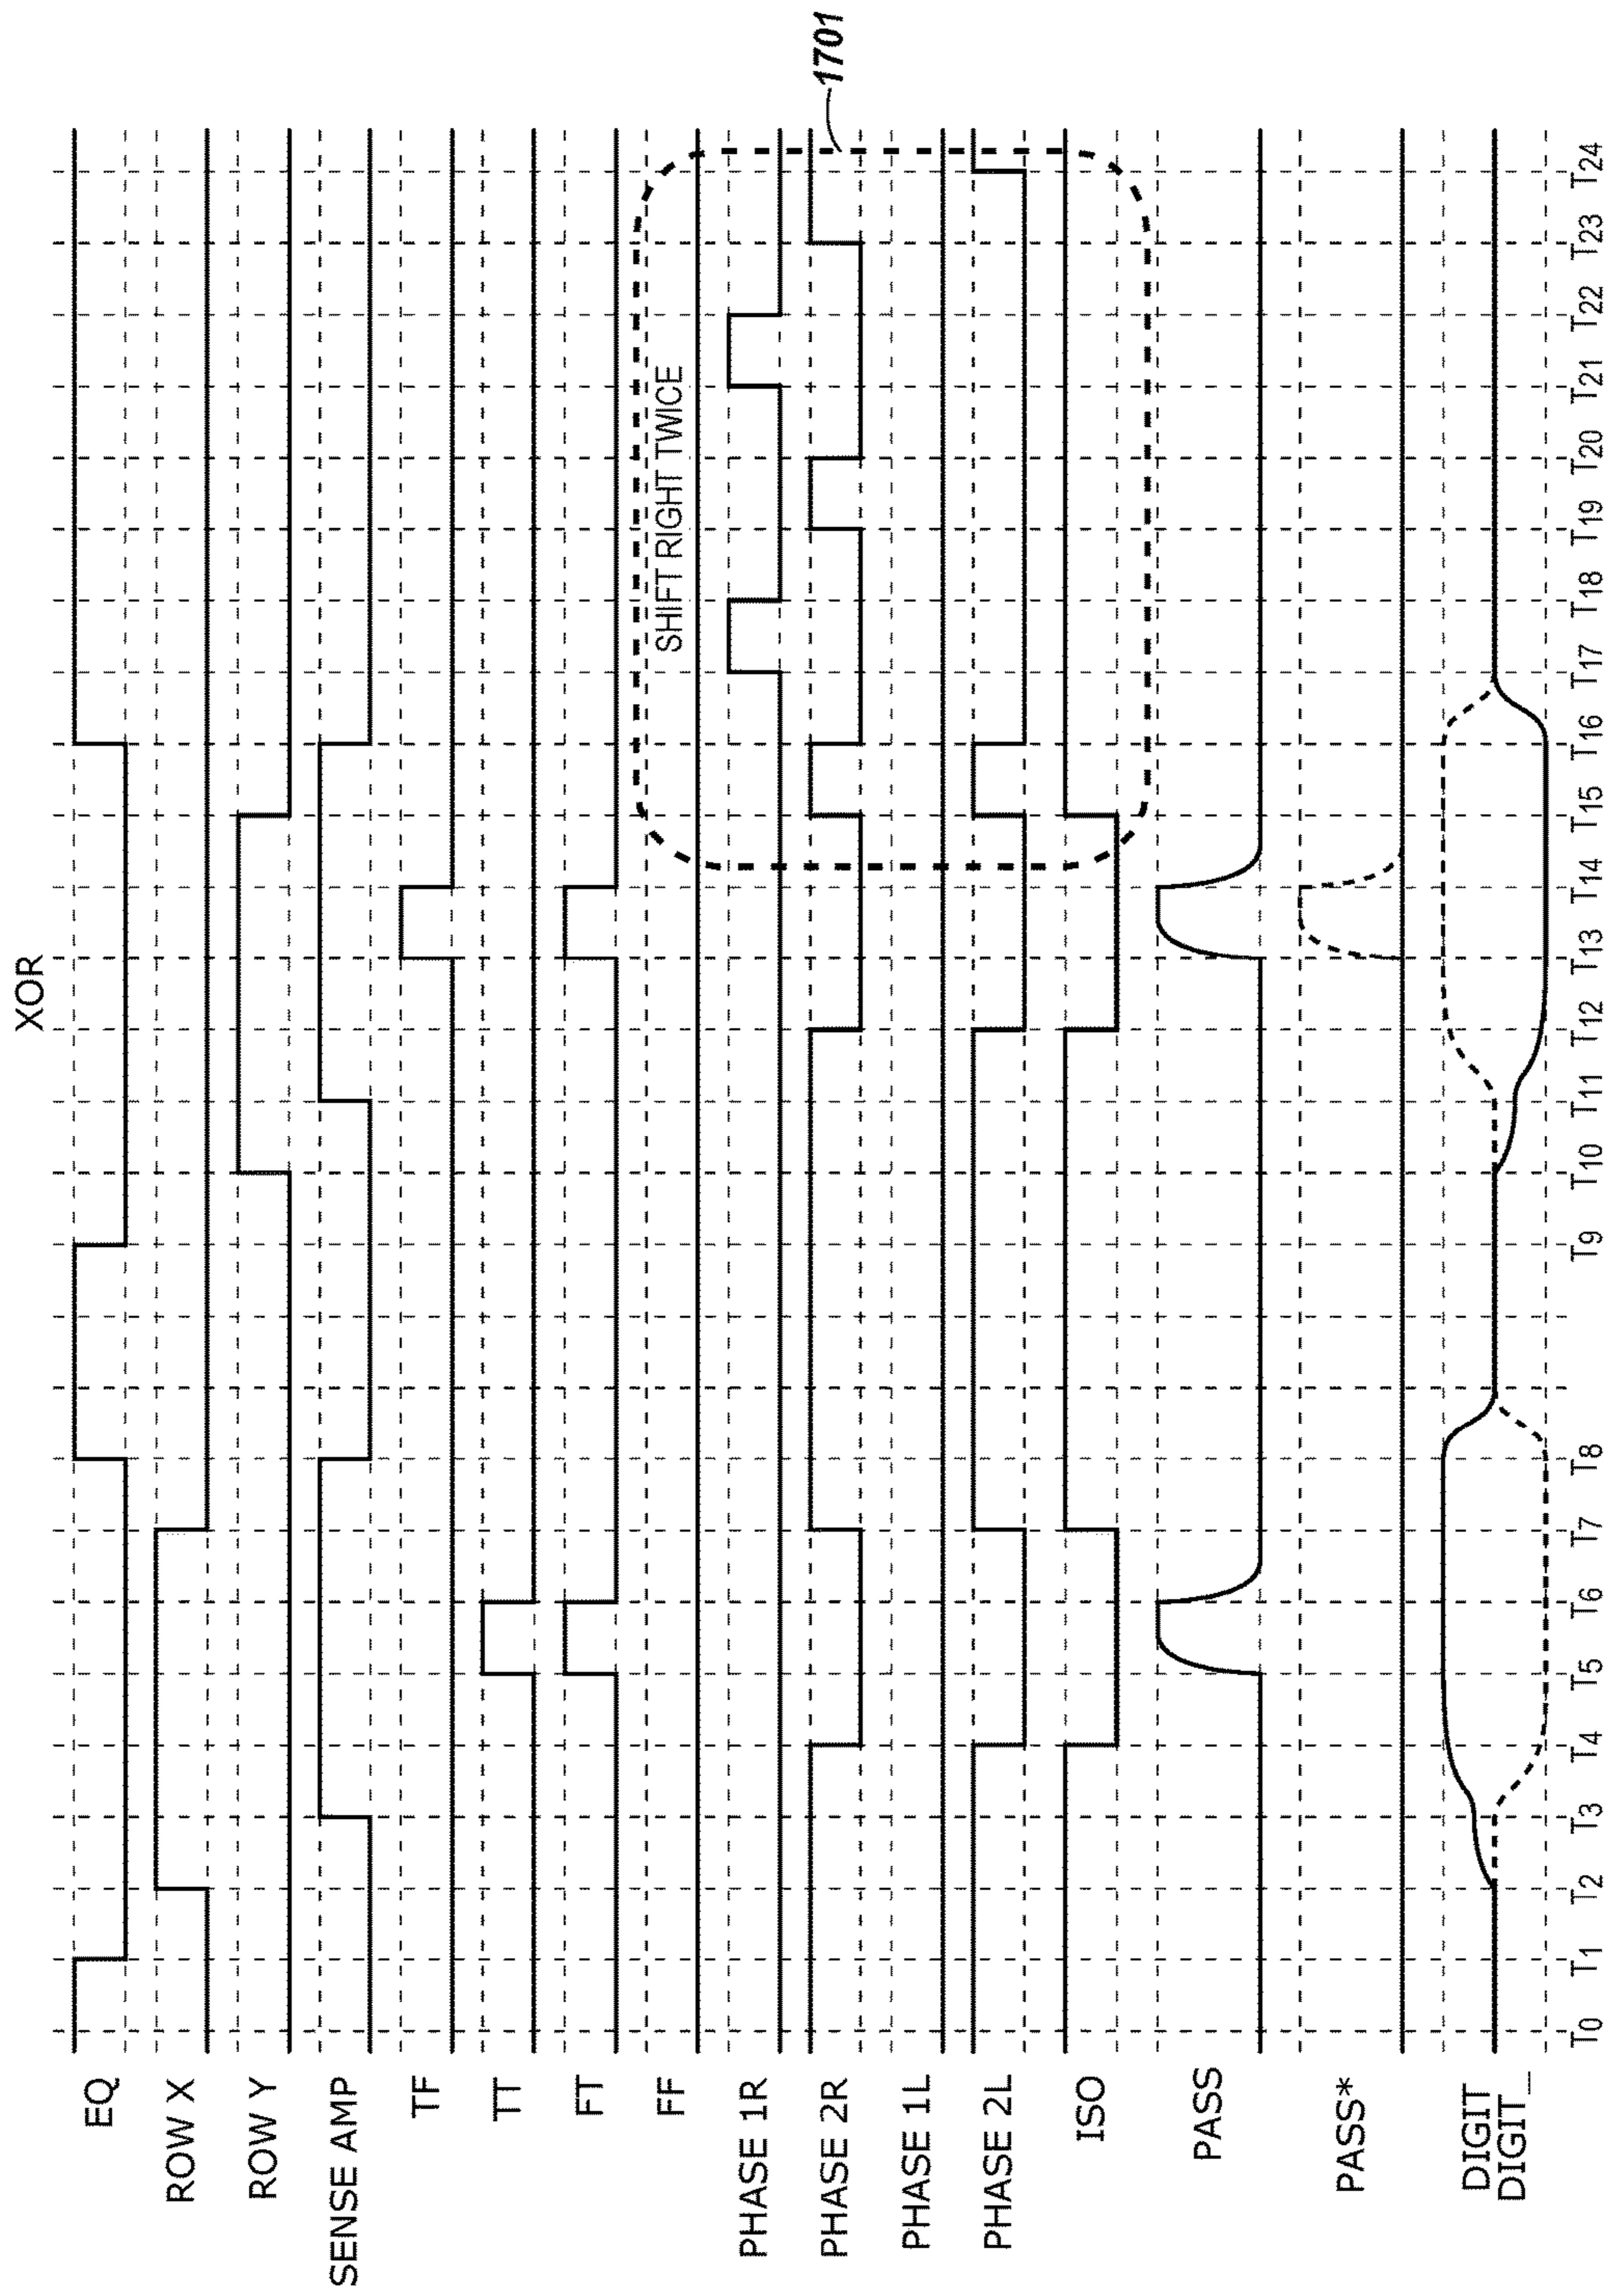 XOR
EQ
ROW X
ROW Y
SENSE AMP
TF
TT
FT
FF
SHIFT RIGHT TWICE
PHASE 1R
PHASE 2R
1701
PHASE 1L
PHASE 2L
ISO
PASS
PASS*
DIGIT
DIGIT_
T0 T1 T2 T3 T4 T5 T6 T7 T8 T9 T10 T11 T12 T13 T14 T15 T16 T17 T18 T19 T20 T21 T22 T23 T24